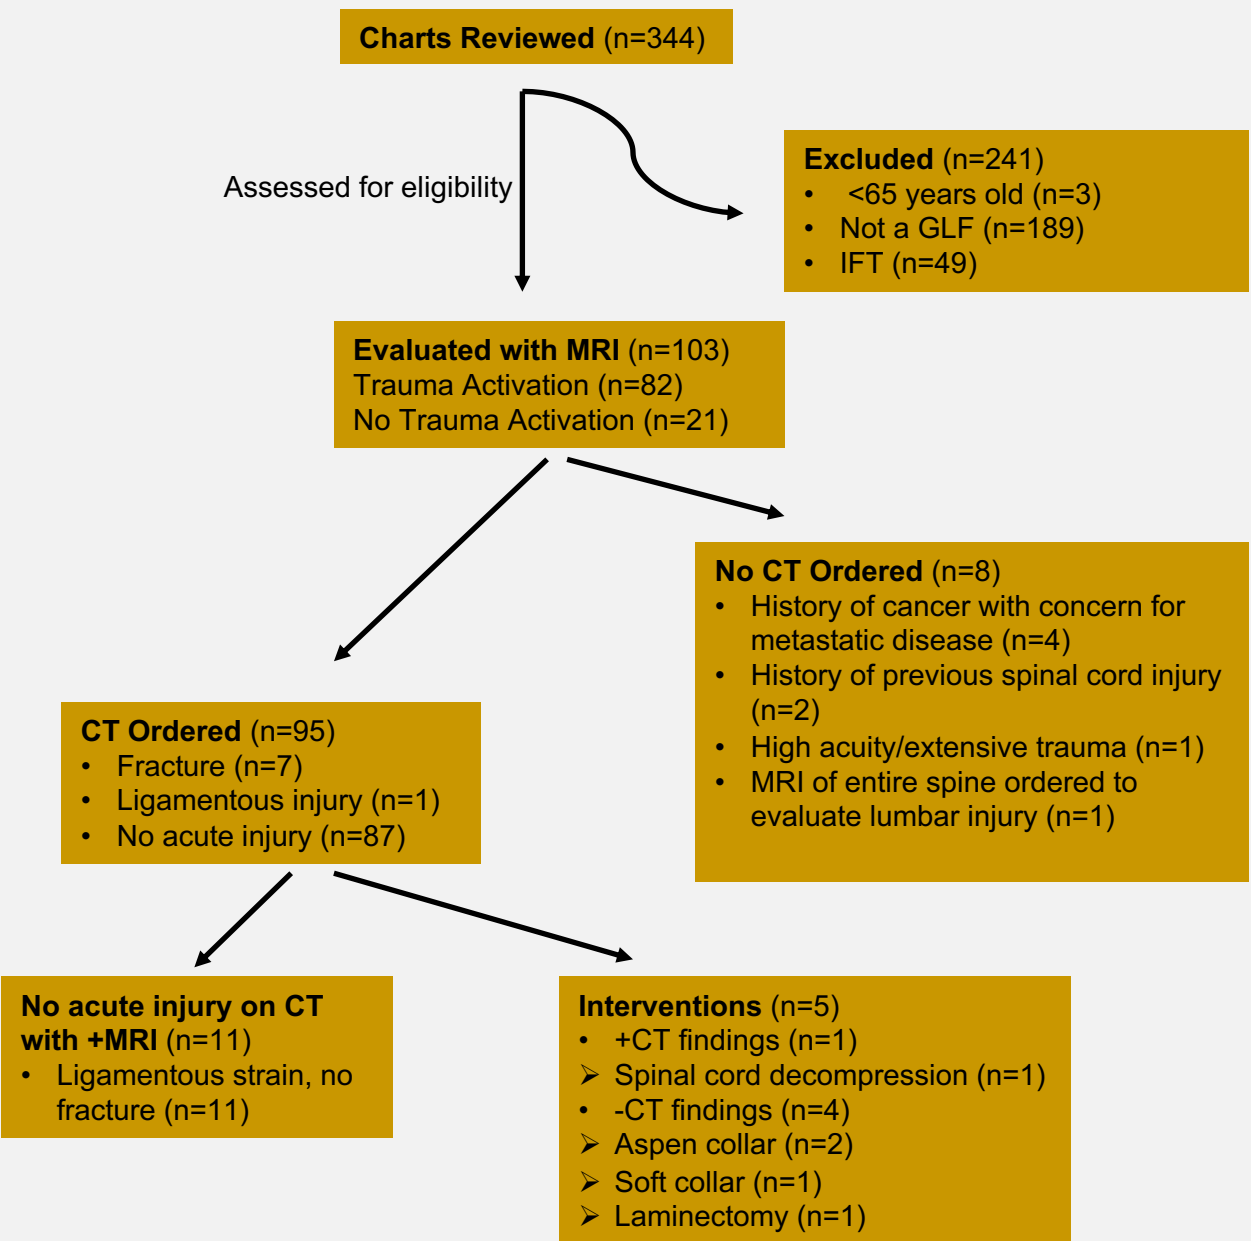 Charts Reviewed (n=344)
Assessed for eligibility
Excluded (n=241)
• <65 years old (n=3)
• Not a GLF (n=189)
• IFT (n=49)
Evaluated with MRI (n=103)
Trauma Activation (n=82)
No Trauma Activation (n=21)
No CT Ordered (n=8)
• History of cancer with concern for
metastatic disease (n=4)
• History of previous spinal cord injury
(n=2)
• High acuity/extensive trauma (n=1)
• MRI of entire spine ordered to
evaluate lumbar injury (n=1)
CT Ordered (n=95)
• Fracture (n=7)
• Ligamentous injury (n=1)
• No acute injury (n=87)
No acute injury on CT
with +MRI (n=11)
• Ligamentous strain, no
fracture (n=11)
Interventions (n=5)
• +CT findings (n=1)
➢ Spinal cord decompression (n=1)
• -CT findings (n=4)
➢ Aspen collar (n=2)
➢ Soft collar (n=1)
➢ Laminectomy (n=1)